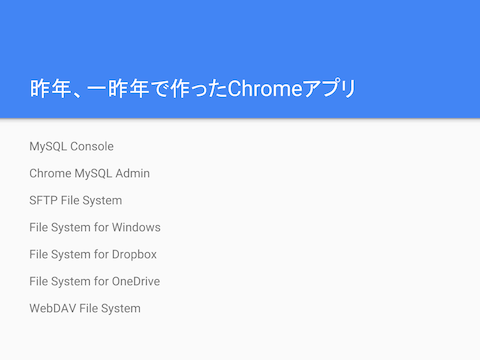 昨年、一昨年で作ったChromeアプリ
MySQL Console
Chrome MySQL Admin
SFTP File System
File System for Windows
File System for Dropbox
File System for OneDrive
WebDAV File System